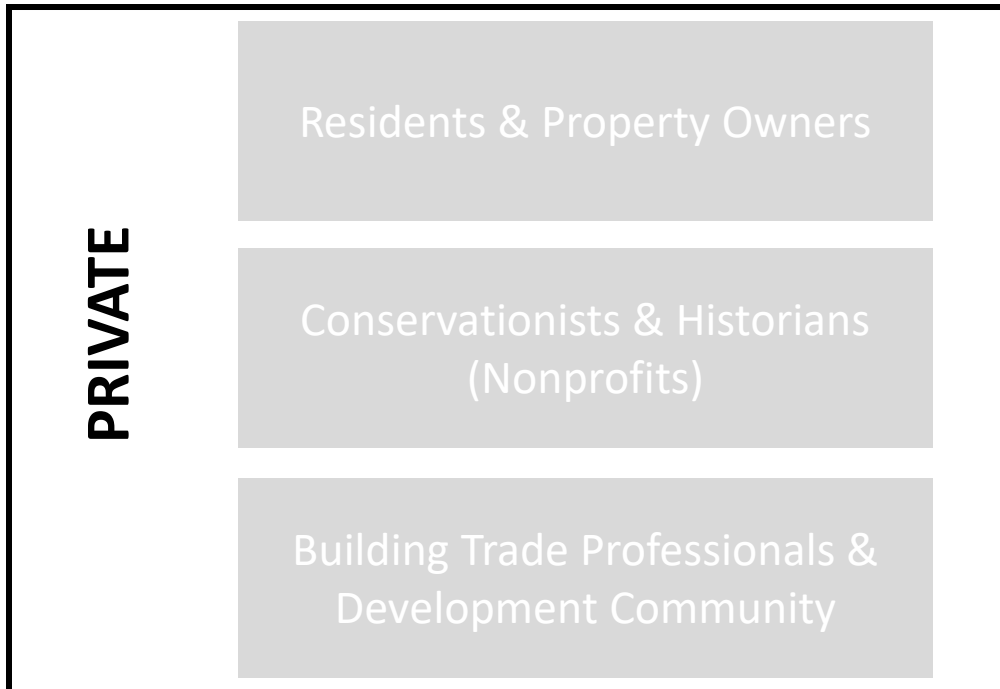 PRIVATE
Residents & Property Owners
Conservationists & Historians
(Nonprofits)
Building Trade Professionals &
Development Community